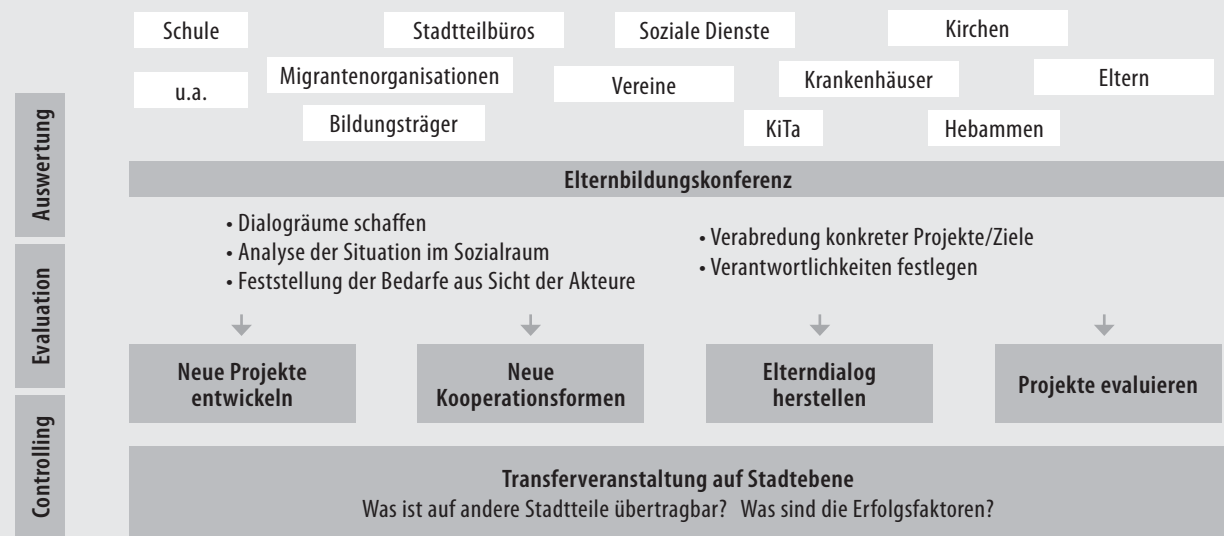 Schule
Stadtteilbüros
Soziale Dienste
Kirchen
u.a.
Migrantenorganisationen
Vereine
Krankenhäuser
Eltern
Bildungsträger
KiTa
Hebammen
Auswertung
Evaluation
Controlling
Elternbildungskonferenz
• Dialogräume schaffen
• Analyse der Situation im Sozialraum
• Feststellung der Bedarfe aus Sicht der Akteure
• Verabredung konkreter Projekte/Ziele
• Verantwortlichkeiten festlegen
Neue Projekte
entwickeln
Neue
Kooperationsformen
Elterndialog
herstellen
Projekte evaluieren
Transferveranstaltung auf Stadtebene
Was ist auf andere Stadtteile übertragbar? Was sind die Erfolgsfaktoren?